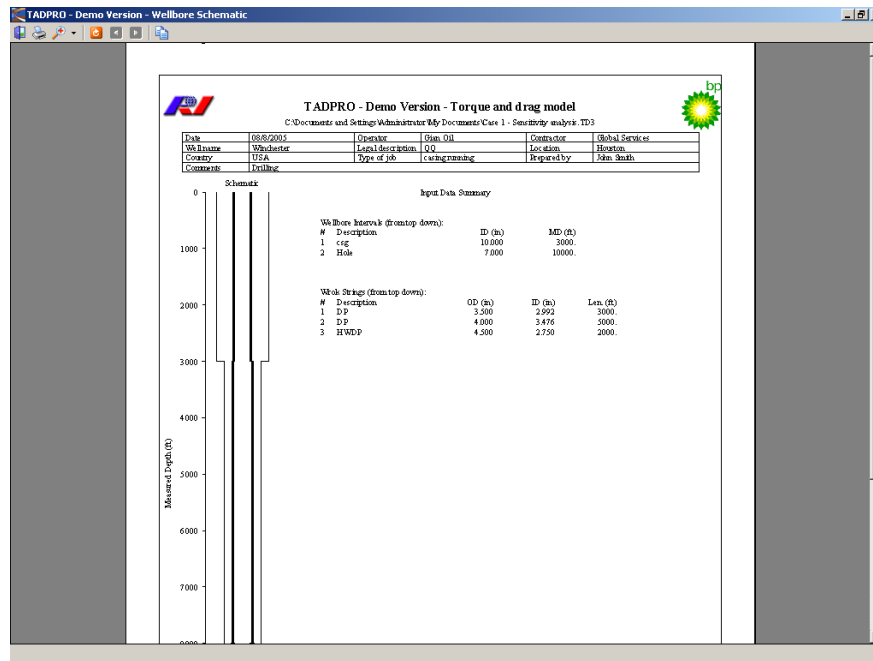 TADPRO - Demo Version - Wellbore Schematic
bp
TADPRO - Demo Version - Torque and drag model
C:\Documents and Settings\Administrator\My Documents\Case 1 - Sensitivity analysis.TD3
Date 08/8/2005 Operator Gian Oil Contractor Global Services
Wellname Winchester Legal description QQ Location Houston
Country USA Type of job casing running Prepared by John Smith
Comments Drilling
Schematic
Input Data Summary
Wellbore Intervals (from top down):
# Description ID (in) MD (ft)
1 csg 10.000 3000.
2 Hole 7.000 10000.
Wrok Strings (from top down):
# Description OD (in) ID (in) Len. (ft)
1 DP 3.500 2.992 3000.
2 DP 4.000 3.476 5000.
3 HWDP 4.500 2.750 2000.
0
1000
2000
3000
4000
5000
6000
7000
8000
Measured Depth (ft)